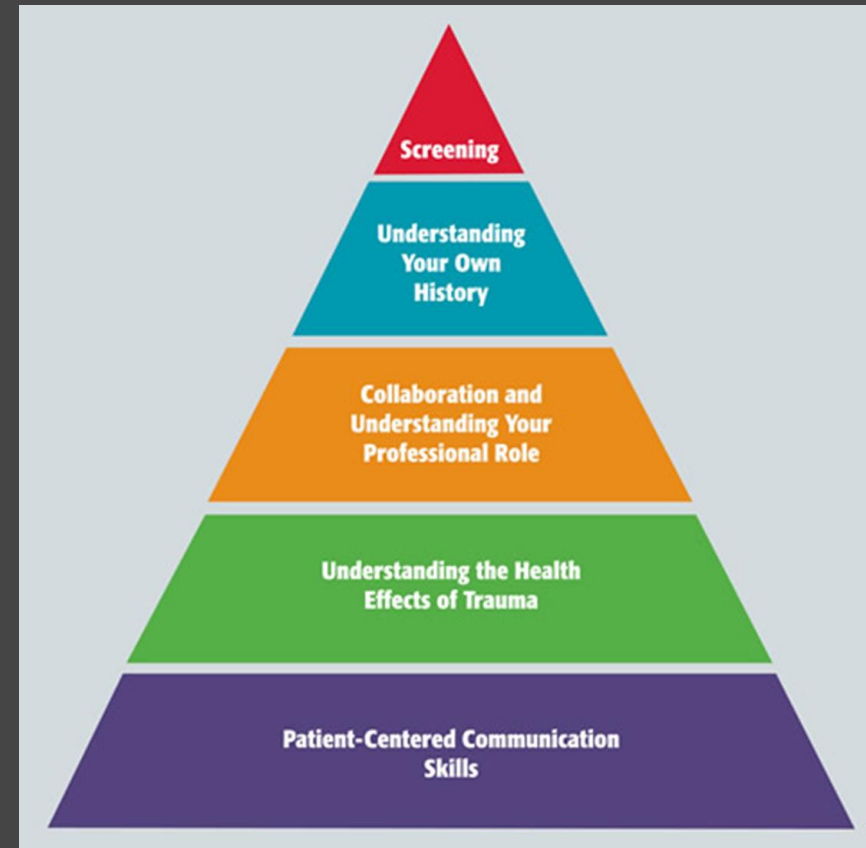 Screening
Understanding
Your Own
History
Collaboration and
Understanding Your
Professional Role
Understanding the Health
Effects of Trauma
Patient-Centered Communication
Skills